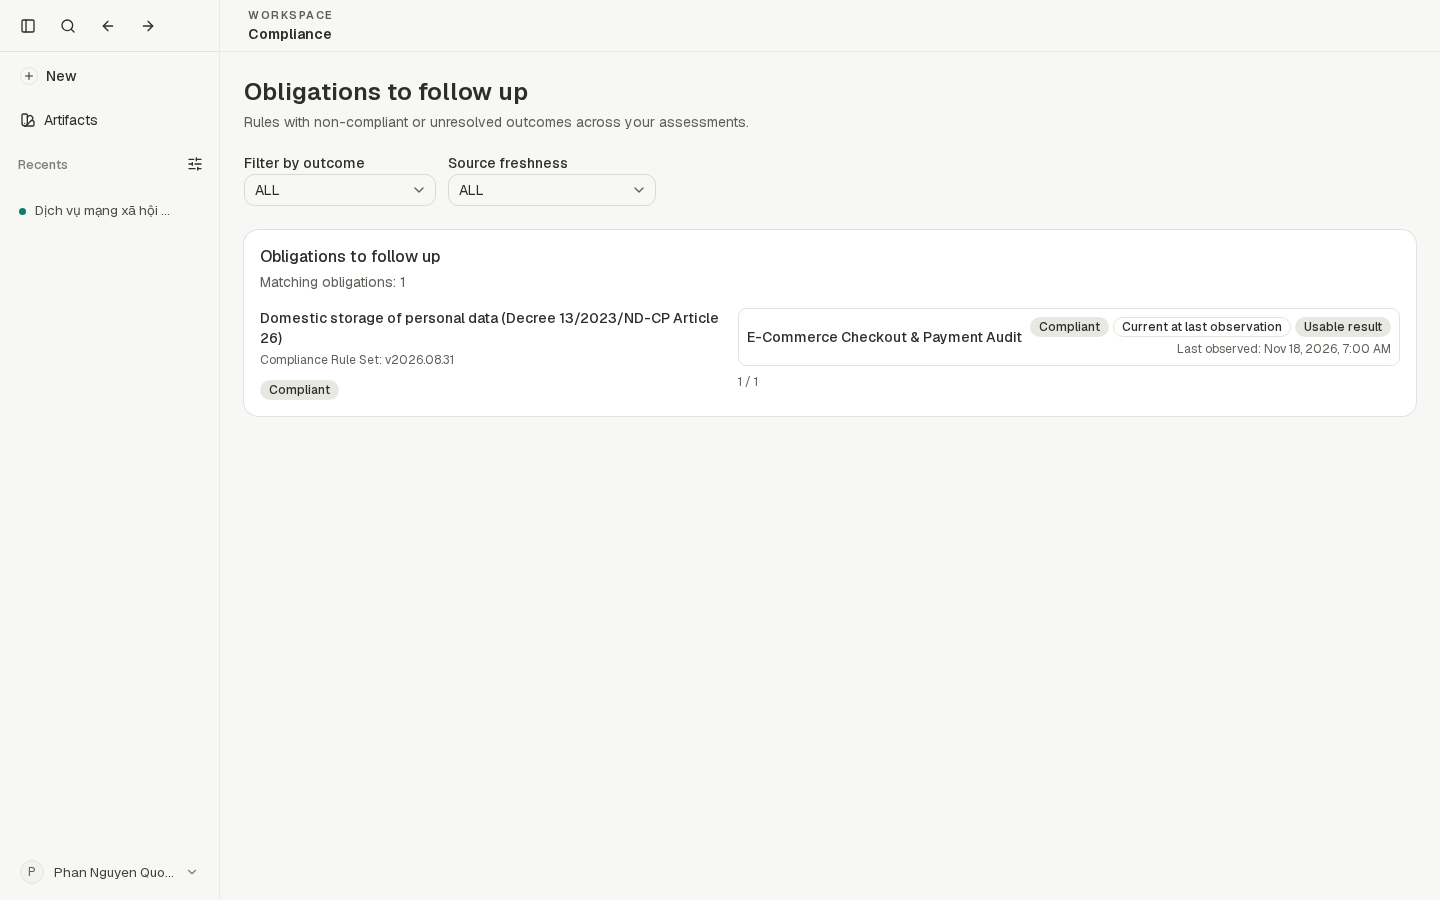 WORKSPACE
Compliance
New
Artifacts
Recents
Dịch vụ mạng xã hội ...
Obligations to follow up
Rules with non-compliant or unresolved outcomes across your assessments.
Filter by outcome
Source freshness
ALL
ALL
Obligations to follow up
Matching obligations: 1
Domestic storage of personal data (Decree 13/2023/ND-CP Article
26)
Compliance Rule Set: v2026.08.31
Compliant
E-Commerce Checkout & Payment Audit
Compliant
Current at last observation
Usable result
Last observed: Nov 18, 2026, 7:00 AM
1 / 1
P
Phan Nguyen Quo...